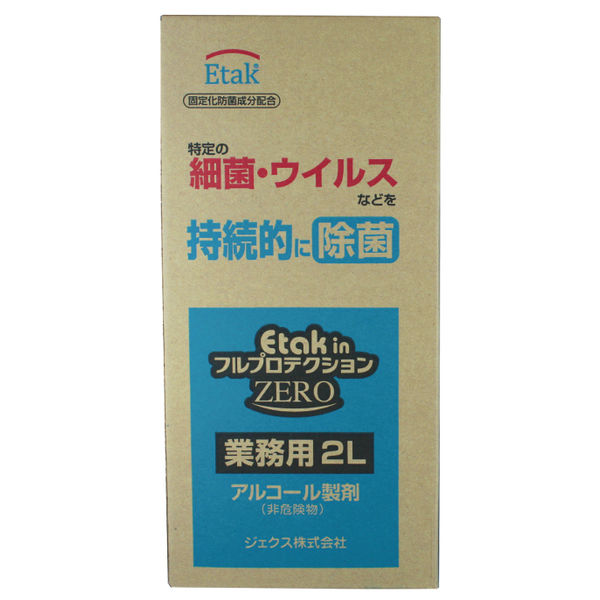 Etak
固定化防菌成分配合
特定の
細菌・ウイルス
などを
持続的に除菌
Etak in
フルプロテクション
ZERO
業務用2L
アルコール製剤
（非危険物）
ジェクス株式会社